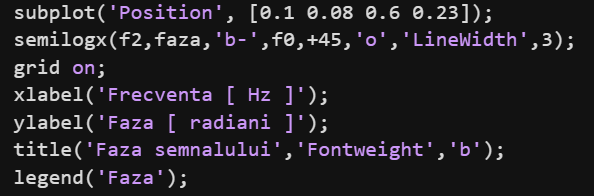 subplot('Position', [0.1 0.08 0.6 0.23]);
semilogx(f2,faza,'b-',f0,+45,'o','LineWidth',3);
grid on;
xlabel('Frecventa [ Hz ]');
ylabel('Faza [ radiani ]');
title('Faza semnalului','Fontweight','b');
legend('Faza');